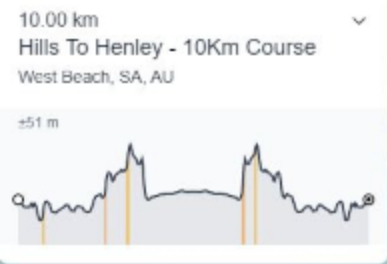 10.00 km
Hills To Henley - 10Km Course
West Beach, SA, AU
±51 m